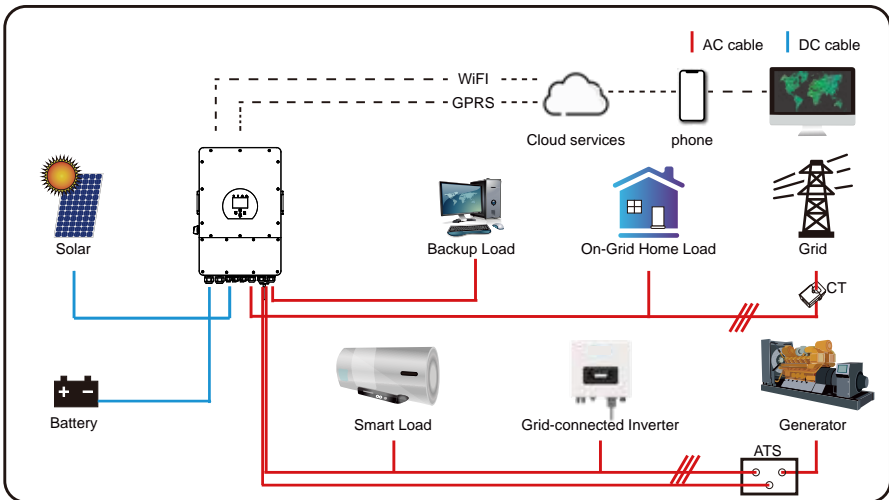 AC cable
DC cable
WiFI
GPRS
Cloud services
phone
Solar
Backup Load
On-Grid Home Load
Grid
CT
Battery
Smart Load
Grid-connected Inverter
Generator
ATS